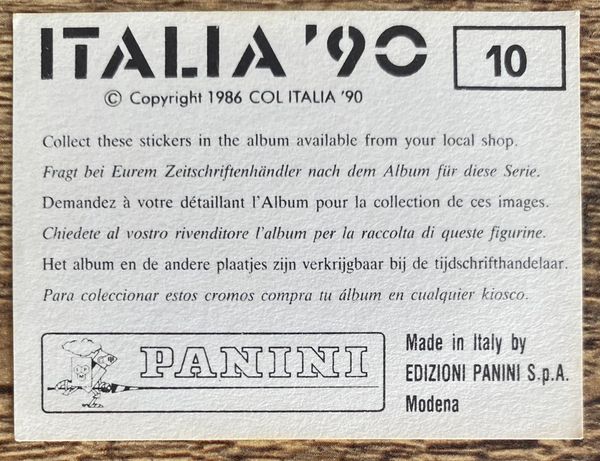 ITALIA '90
10
© Copyright 1986 COL ITALIA '90
Collect these stickers in the album available from your local shop.
Fragt bei Eurem Zeitschriftenhändler nach dem Album für diese Serie.
Demandez à votre détaillant l'Album pour la collection de ces images.
Chiedete al vostro rivenditore l'album per la raccolta di queste figurine.
Het album en de andere plaatjes zijn verkrijgbaar bij de tijdschrifthandelaar.
Para coleccionar estos cromos compra tu álbum en cualquier kiosco.
PANINI
Made in Italy by
EDIZIONI PANINI S.p.A.
Modena